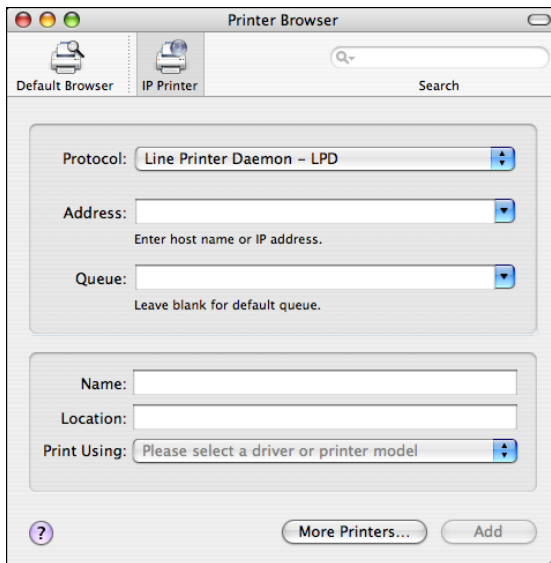 Printer Browser
Default Browser
IP Printer
Search
Protocol: Line Printer Daemon – LPD
Address:
Enter host name or IP address.
Queue:
Leave blank for default queue.
Name:
Location:
Print Using: Please select a driver or printer model
? More Printers... Add